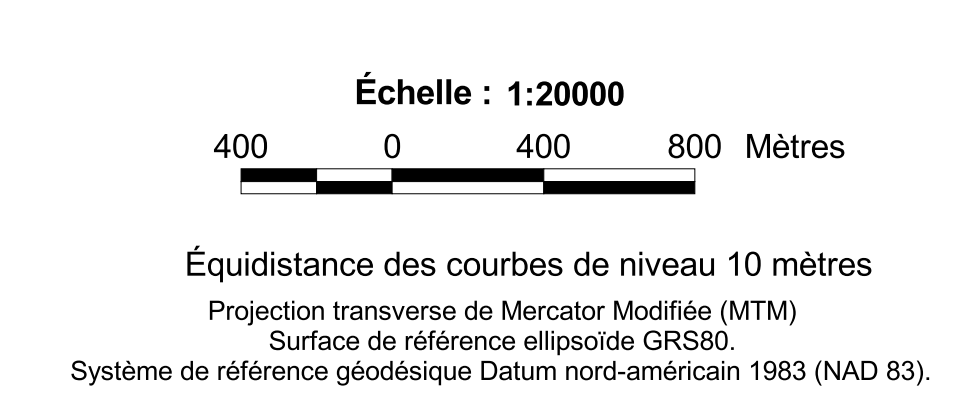 Échelle : 1:20000
400 0 400 800 Mètres
Équidistance des courbes de niveau 10 mètres
Projection transverse de Mercator Modifiée (MTM)
Surface de référence ellipsoïde GRS80.
Système de référence géodésique Datum nord-américain 1983 (NAD 83).